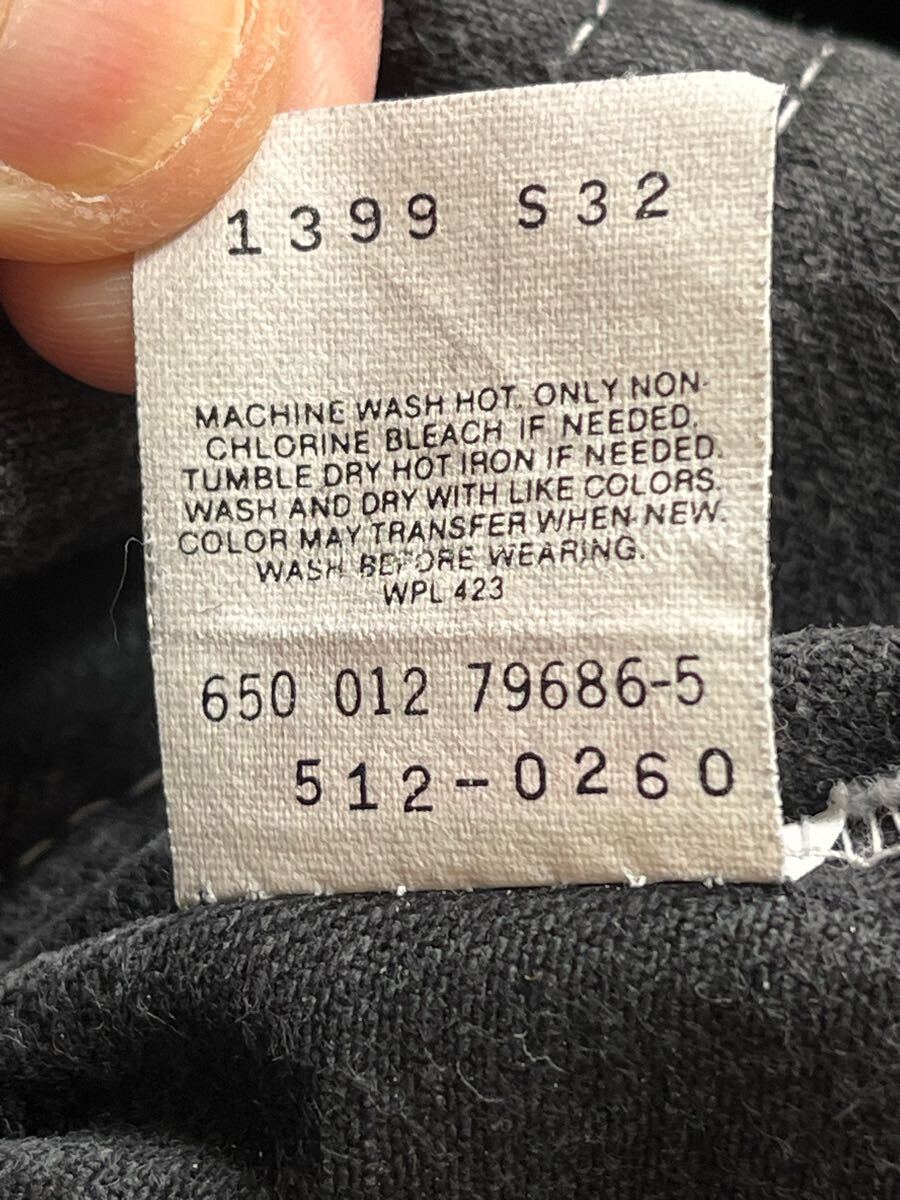 1399 S32
MACHINE WASH HOT. ONLY NON-
CHLORINE BLEACH IF NEEDED.
TUMBLE DRY HOT IRON IF NEEDED.
WASH AND DRY WITH LIKE COLORS.
COLOR MAY TRANSFER WHEN NEW.
WASH BEFORE WEARING.
WPL 423
650 012 79686-5
512-0260